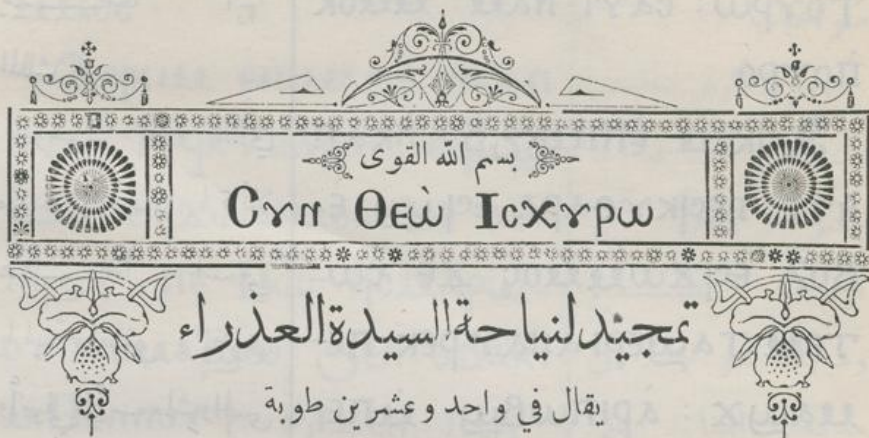 بسم الله القوى
Ⲥⲩⲛ Ⲑⲉⲱ̀ Ⲓⲥⲭⲩⲣⲱ
تمجيد لنياحة السيدة العذراء
يقال في واحد وعشرين طوبة